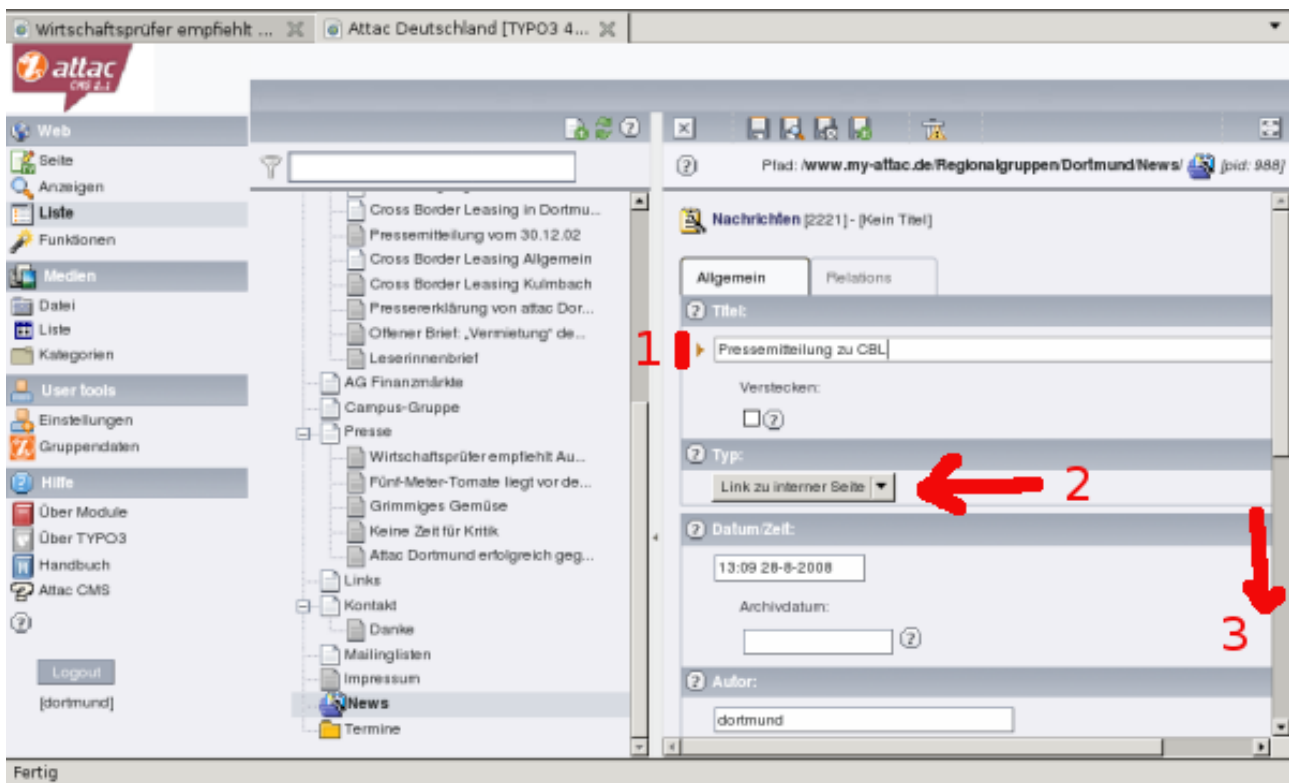 Wirtschaftsprüfer empfiehlt ...
Attac Deutschland [TYPO3 4...
attac
CMS 2.1
Web
Seite
Anzeigen
Liste
Funktionen
Medien
Datei
Liste
Kategorien
User tools
Einstellungen
Gruppendaten
Hilfe
Über Module
Über TYPO3
Handbuch
Attac CMS
Logout
[dortmund]
Cross Border Leasing in Dortmu...
Pressemitteilung vom 30.12.02
Cross Border Leasing Allgemein
Cross Border Leasing Kulmbach
Pressererklärung von attac Dor...
Offener Brief: „Vermietung" de...
Leserinnenbrief
AG Finanzmärkte
Campus-Gruppe
Presse
Wirtschaftsprüfer empfiehlt Au...
Fünf-Meter-Tomate liegt vor de...
Grimmiges Gemüse
Keine Zeit für Kritik
Attac Dortmund erfolgreich geg...
Links
Kontakt
Danke
Mailinglisten
Impressum
News
Termine
Pfad: /www.my-attac.de/Regionalgruppen/Dortmund/News/ [pid: 988]
Nachrichten [2221] - [Kein Titel]
Allgemein Relations
Titel:
1
Pressemitteilung zu CBL
Verstecken:
Typ:
Link zu interner Seite
2
Datum/Zeit:
13:09 28-8-2008
Archivdatum:
3
Autor:
dortmund
Fertig